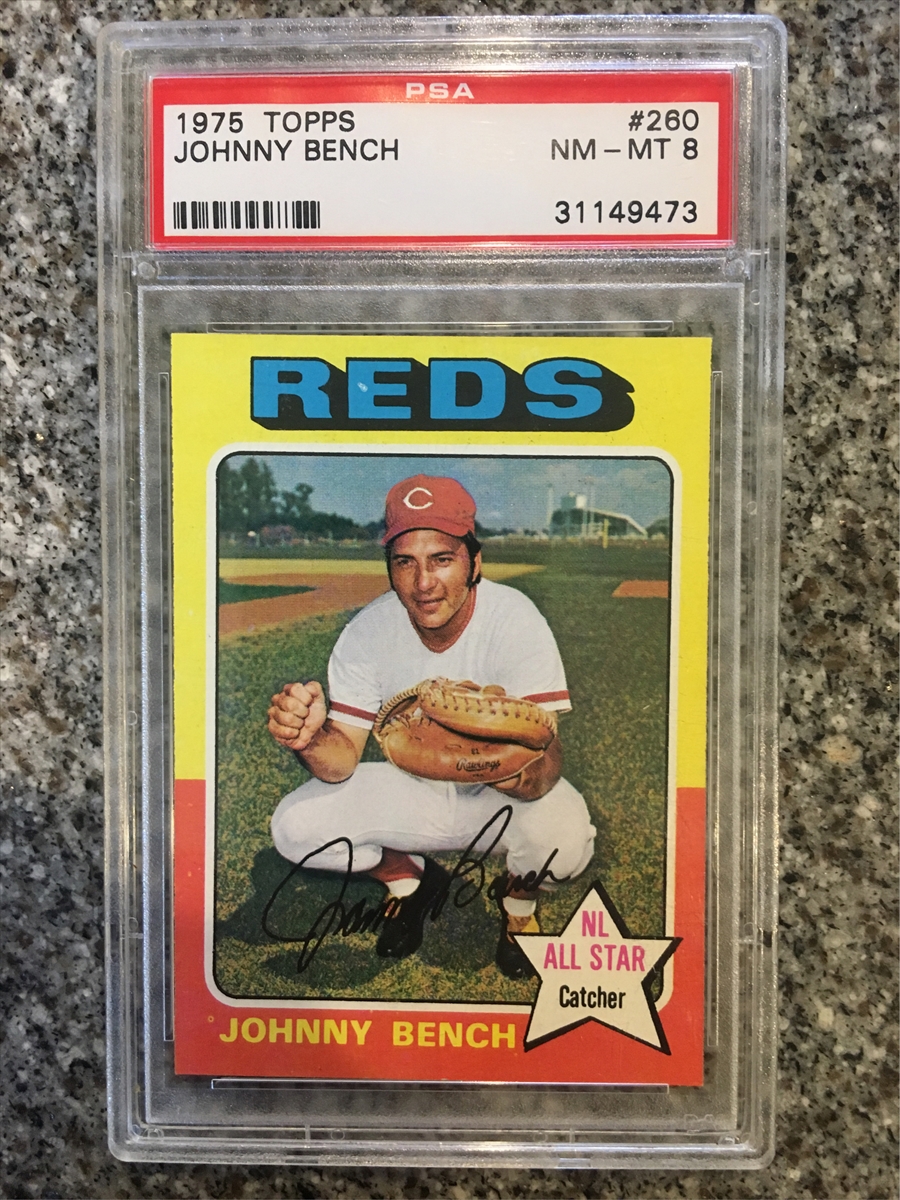 PSA
1975 TOPPS #260
JOHNNY BENCH NM - MT 8
31149473
REDS
C
Rawlings
Johnny Bench
NL
ALL STAR
Catcher
JOHNNY BENCH